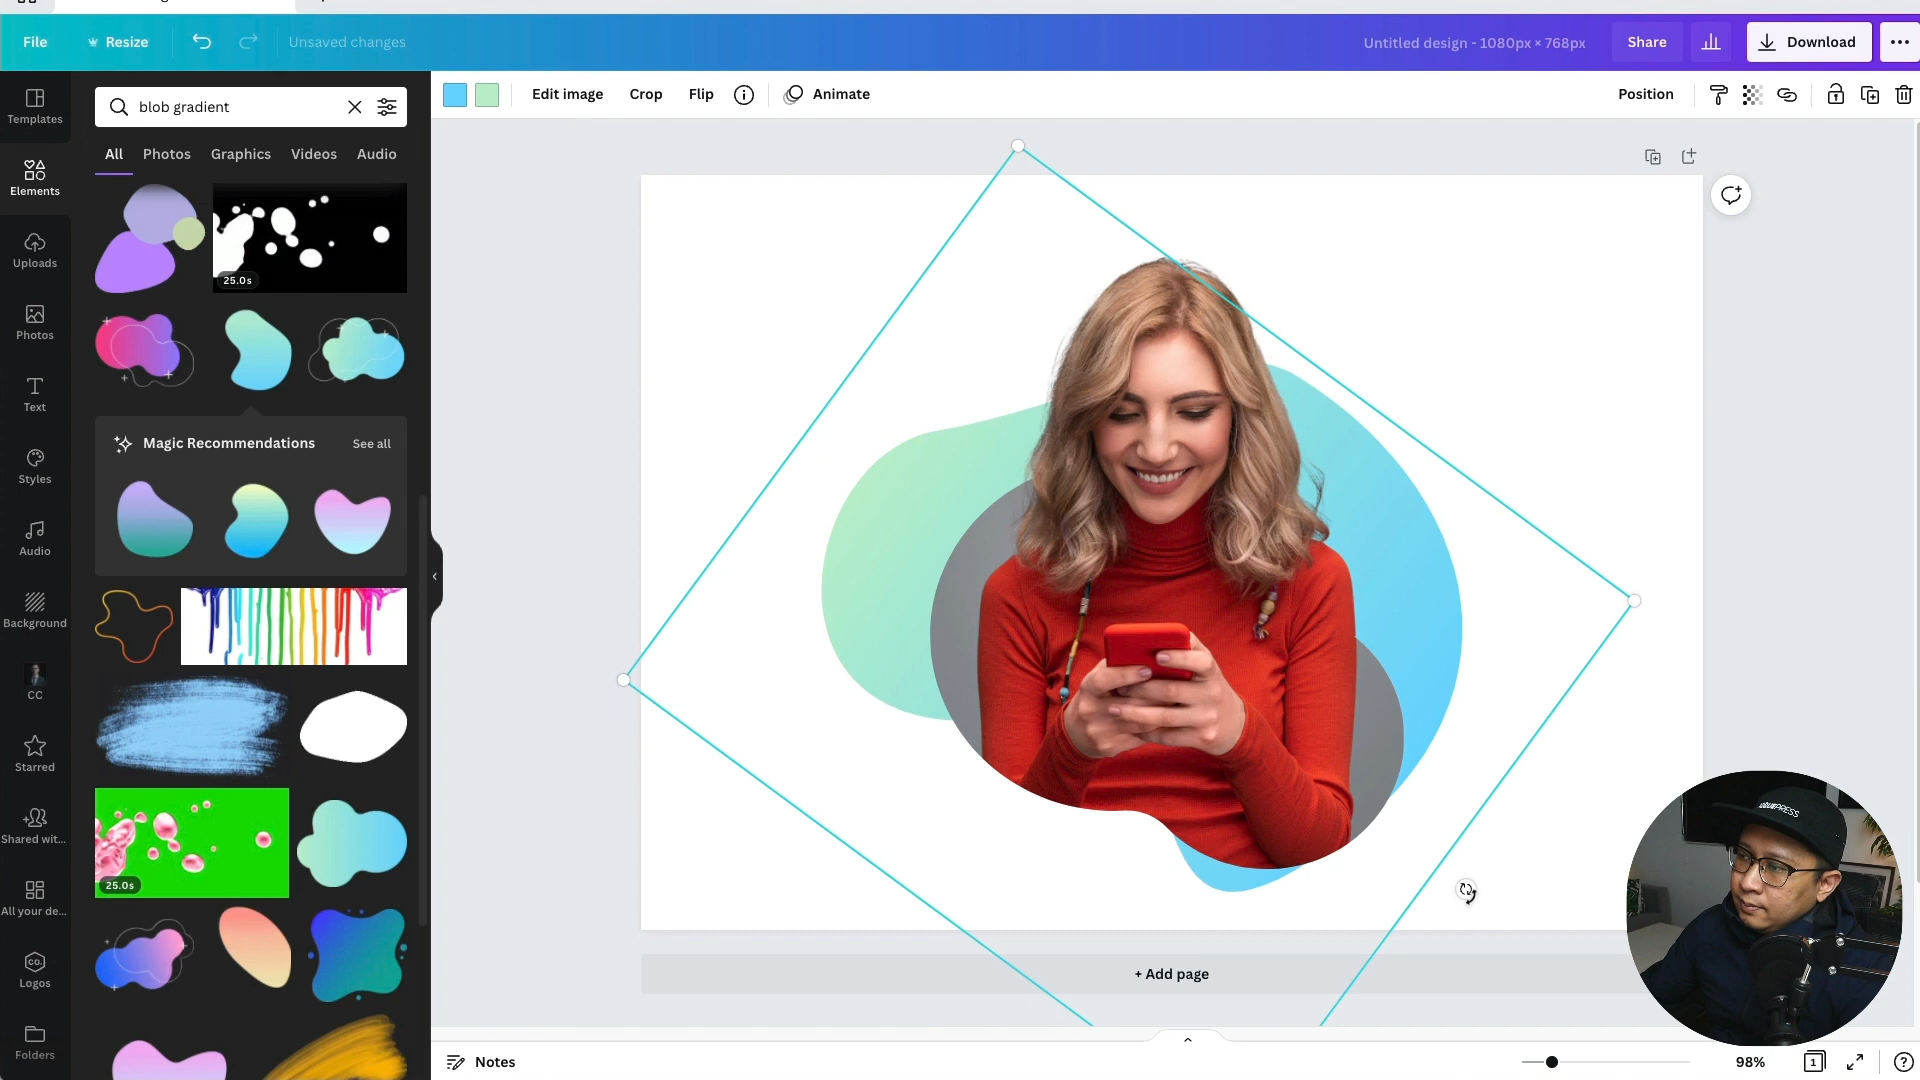 File
Resize
Unsaved changes
Untitled design - 1080px × 768px
Share
Download
Templates
Elements
Uploads
Photos
Text
Styles
Audio
Background
CC
Starred
Shared wit...
All your de...
co.
Logos
Folders
blob gradient
All
Photos
Graphics
Videos
Audio
25.0s
Magic Recommendations
See all
25.0s
Edit image
Crop
Flip
Animate
Position
+ Add page
Notes
98%
1